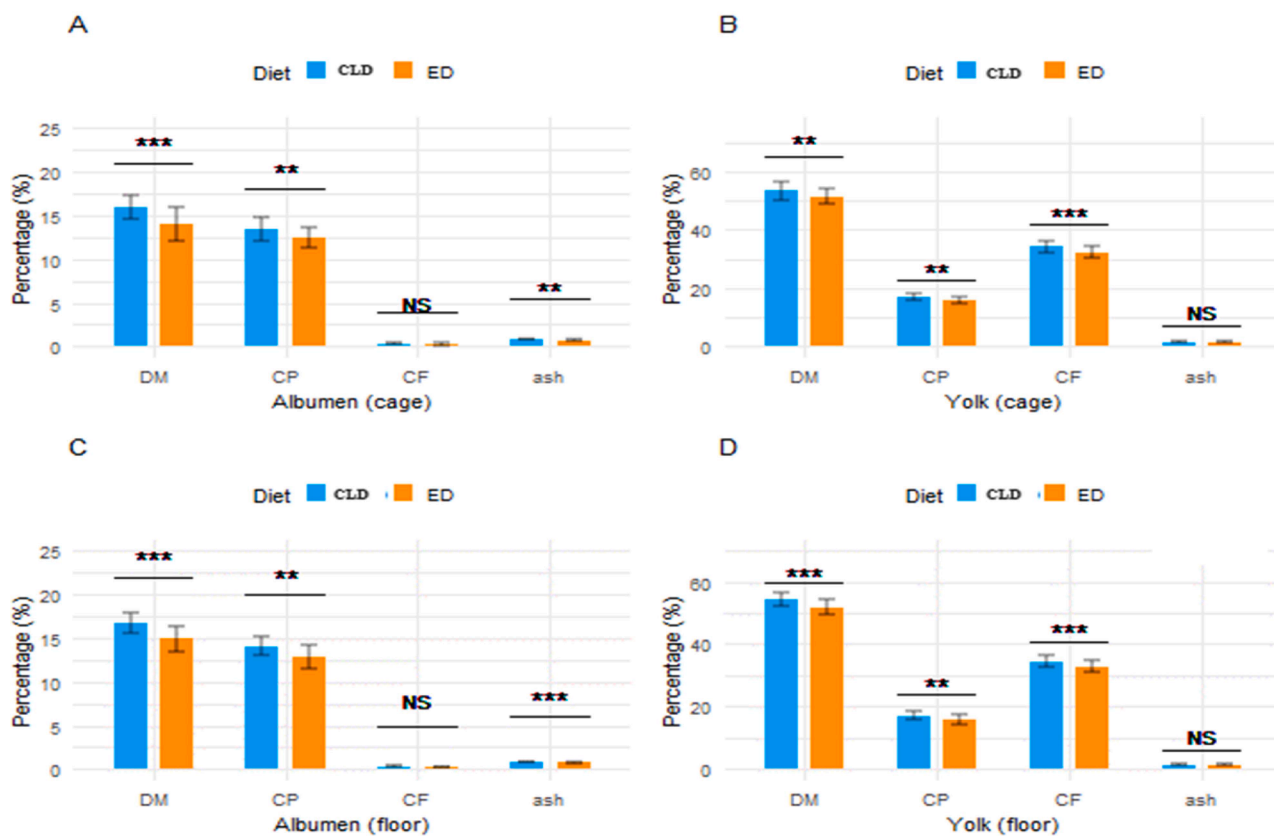 A
Diet CLD ED
Percentage (%)
25
20
15
10
5
0
***
**
NS
**
DM CP CF ash
Albumen (cage)
B
Diet CLD ED
Percentage (%)
60
40
20
0
**
**
***
NS
DM CP CF ash
Yolk (cage)
C
Diet CLD ED
Percentage (%)
25
20
15
10
5
0
***
**
NS
***
DM CP CF ash
Albumen (floor)
D
Diet CLD ED
Percentage (%)
60
40
20
0
***
**
***
NS
DM CP CF ash
Yolk (floor)